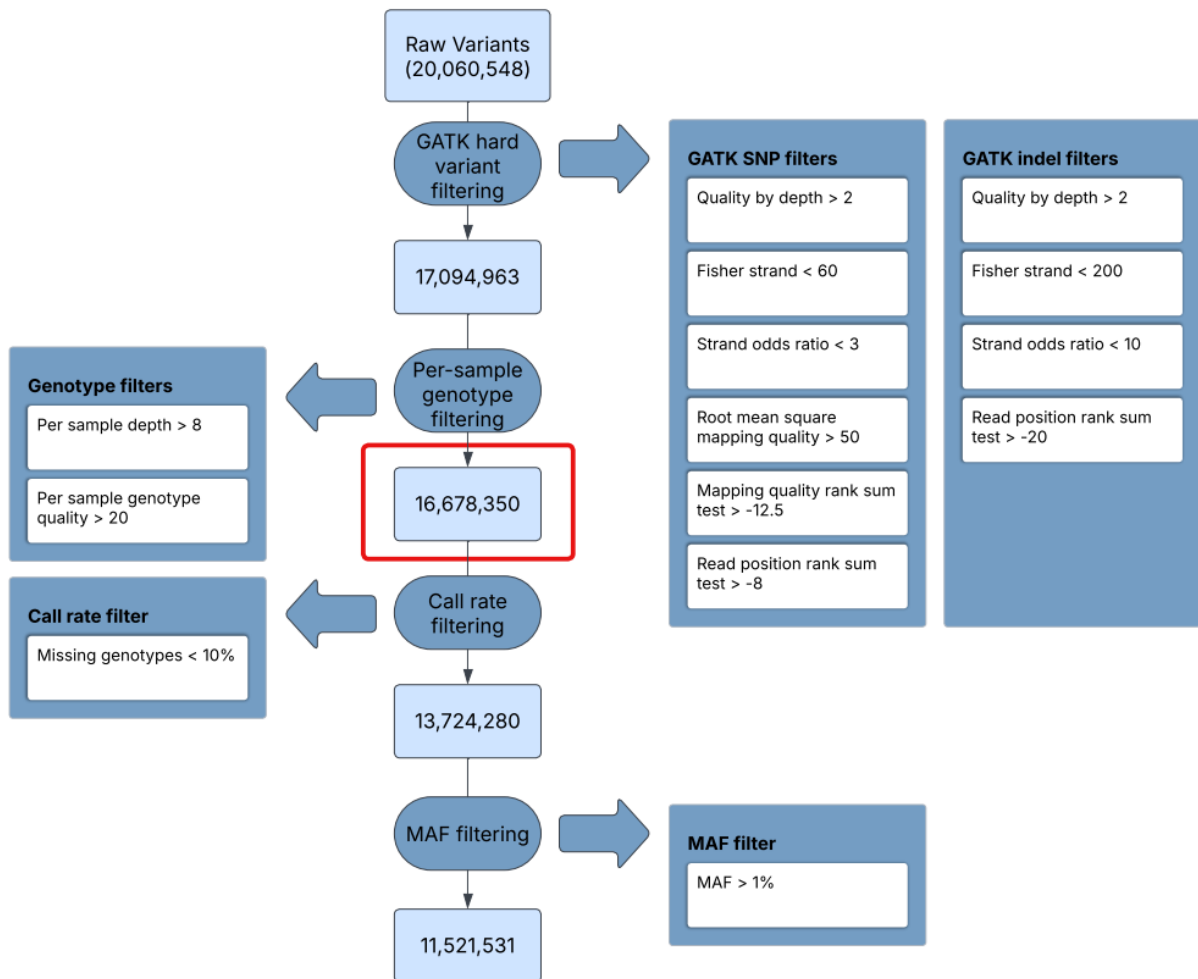 Raw Variants
(20,060,548)
GATK hard
variant
filtering
GATK SNP filters
Quality by depth > 2
Fisher strand < 60
Strand odds ratio < 3
Root mean square
mapping quality > 50
Mapping quality rank sum
test > -12.5
Read position rank sum
test > -8
GATK indel filters
Quality by depth > 2
Fisher strand < 200
Strand odds ratio < 10
Read position rank sum
test > -20
17,094,963
Per-sample
genotype
filtering
Genotype filters
Per sample depth > 8
Per sample genotype
quality > 20
16,678,350
Call rate
filtering
Call rate filter
Missing genotypes < 10%
13,724,280
MAF filtering
MAF filter
MAF > 1%
11,521,531